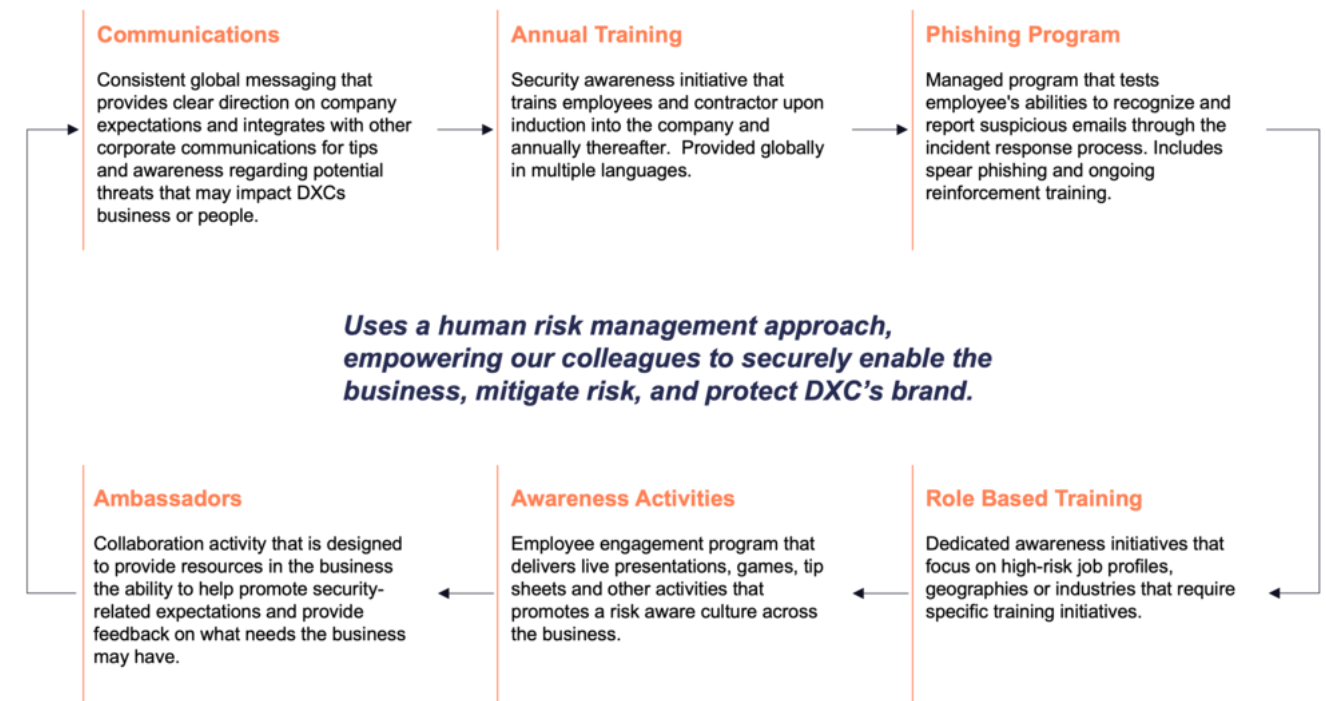 Communications
Consistent global messaging that
provides clear direction on company
expectations and integrates with other
corporate communications for tips
and awareness regarding potential
threats that may impact DXCs
business or people.
Annual Training
Security awareness initiative that
trains employees and contractor upon
induction into the company and
annually thereafter.  Provided globally
in multiple languages.
Phishing Program
Managed program that tests
employee's abilities to recognize and
report suspicious emails through the
incident response process. Includes
spear phishing and ongoing
reinforcement training.
Uses a human risk management approach,
empowering our colleagues to securely enable the
business, mitigate risk, and protect DXC’s brand.
Ambassadors
Collaboration activity that is designed
to provide resources in the business
the ability to help promote security-
related expectations and provide
feedback on what needs the business
may have.
Awareness Activities
Employee engagement program that
delivers live presentations, games, tip
sheets and other activities that
promotes a risk aware culture across
the business.
Role Based Training
Dedicated awareness initiatives that
focus on high-risk job profiles,
geographies or industries that require
specific training initiatives.